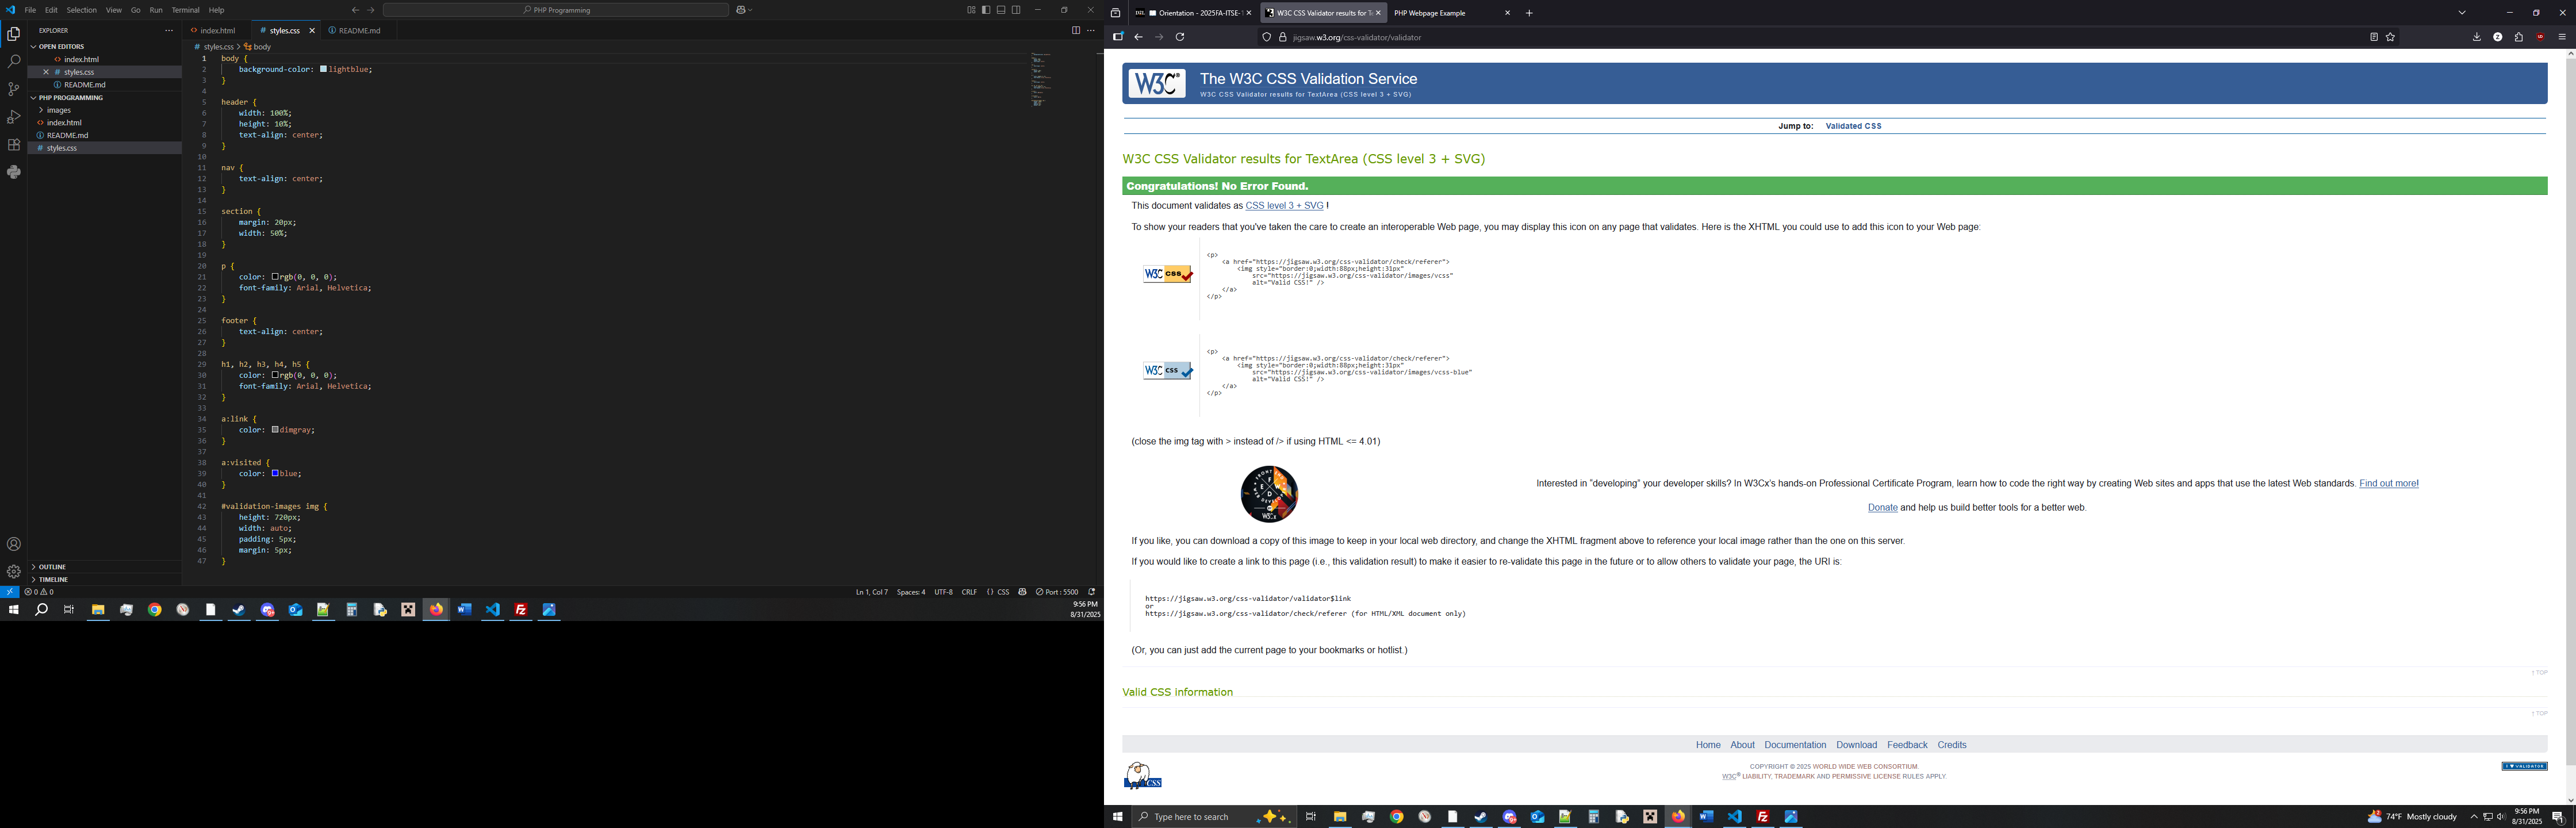 File Edit Selection View Go Run Terminal Help
PHP Programming
EXPLORER
OPEN EDITORS
index.html
styles.css
README.md
PHP PROGRAMMING
images
index.html
README.md
styles.css
OUTLINE
TIMELINE
index.html styles.css README.md
styles.css > body
1 body {
2 background-color: lightblue;
3 }
4
5 header {
6 width: 100%;
7 height: 10%;
8 text-align: center;
9 }
10
11 nav {
12 text-align: center;
13 }
14
15 section {
16 margin: 20px;
17 width: 50%;
18 }
19
20 p {
21 color: rgb(0, 0, 0);
22 font-family: Arial, Helvetica;
23 }
24
25 footer {
26 text-align: center;
27 }
28
29 h1, h2, h3, h4, h5 {
30 color: rgb(0, 0, 0);
31 font-family: Arial, Helvetica;
32 }
33
34 a:link {
35 color: dimgray;
36 }
37
38 a:visited {
39 color: blue;
40 }
41
42 #validation-images img {
43 height: 720px;
44 width: auto;
45 padding: 5px;
46 margin: 5px;
47 }
0 0
Ln 1, Col 7 Spaces: 4 UTF-8 CRLF {} CSS Port : 5500
9:56 PM
8/31/2025
Orientation - 2025FA-ITSE-1
W3C CSS Validator results for Te
PHP Webpage Example
jigsaw.w3.org/css-validator/validator
W3C®
The W3C CSS Validation Service
W3C CSS Validator results for TextArea (CSS level 3 + SVG)
Jump to: Validated CSS
W3C CSS Validator results for TextArea (CSS level 3 + SVG)
Congratulations! No Error Found.
This document validates as CSS level 3 + SVG !
To show your readers that you've taken the care to create an interoperable Web page, you may display this icon on any page that validates. Here is the XHTML you could use to add this icon to your Web page:
W3C css
<p>
<a href="https://jigsaw.w3.org/css-validator/check/referer">
<img style="border:0;width:88px;height:31px"
src="https://jigsaw.w3.org/css-validator/images/vcss"
alt="Valid CSS!" />
</a>
</p>
W3C css
<p>
<a href="https://jigsaw.w3.org/css-validator/check/referer">
<img style="border:0;width:88px;height:31px"
src="https://jigsaw.w3.org/css-validator/images/vcss-blue"
alt="Valid CSS!" />
</a>
</p>
(close the img tag with > instead of /> if using HTML <= 4.01)
Interested in "developing" your developer skills? In W3Cx's hands-on Professional Certificate Program, learn how to code the right way by creating Web sites and apps that use the latest Web standards. Find out more!
Donate and help us build better tools for a better web.
If you like, you can download a copy of this image to keep in your local web directory, and change the XHTML fragment above to reference your local image rather than the one on this server.
If you would like to create a link to this page (i.e., this validation result) to make it easier to re-validate this page in the future or to allow others to validate your page, the URI is:
https://jigsaw.w3.org/css-validator/validator$link
or
https://jigsaw.w3.org/css-validator/check/referer (for HTML/XML document only)
(Or, you can just add the current page to your bookmarks or hotlist.)
↑ TOP
Valid CSS information
↑ TOP
Home About Documentation Download Feedback Credits
CSS
COPYRIGHT © 2025 WORLD WIDE WEB CONSORTIUM.
W3C® LIABILITY, TRADEMARK AND PERMISSIVE LICENSE RULES APPLY.
I ♥ VALIDATOR
Type here to search
74°F Mostly cloudy
9:56 PM
8/31/2025